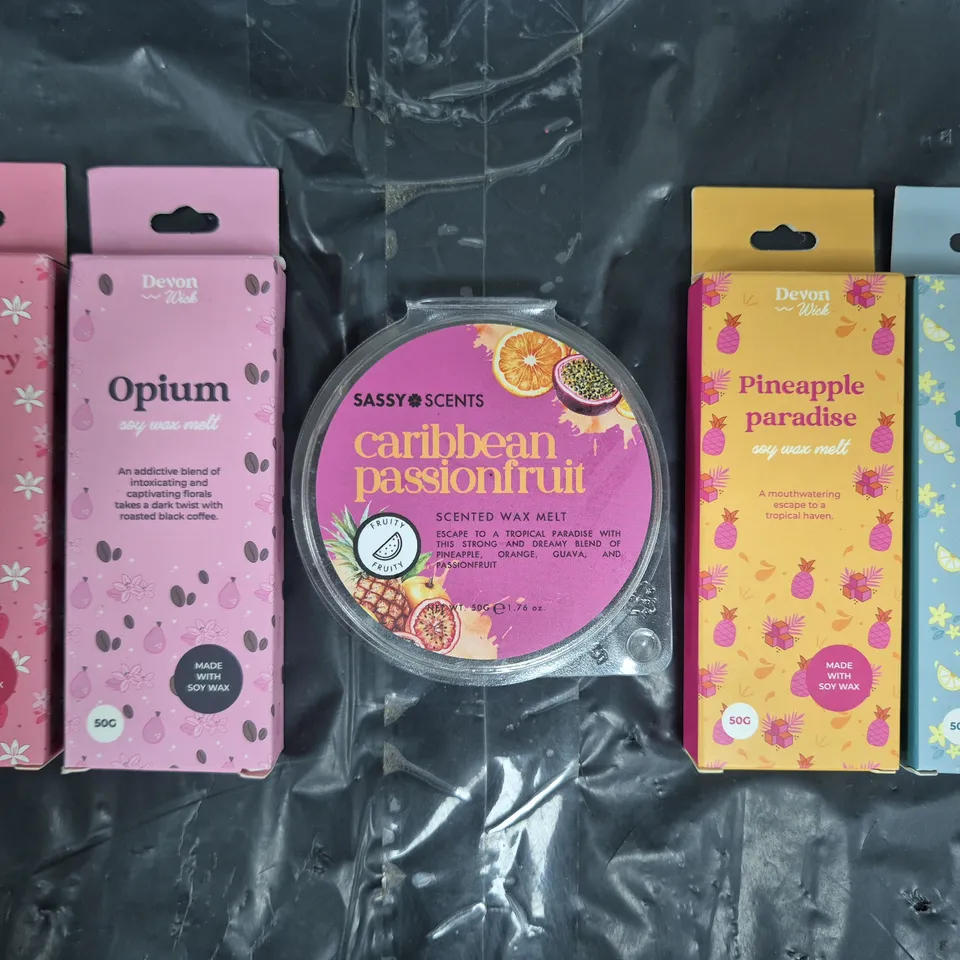 Devon
Wick
Opium
soy wax melt
An addictive blend of
intoxicating and
captivating florals
takes a dark twist with
roasted black coffee.
MADE
WITH
SOY WAX
50G
SASSY SCENTS
caribbean
passionfruit
SCENTED WAX MELT
ESCAPE TO A TROPICAL PARADISE WITH
THIS STRONG AND DREAMY BLEND OF
PINEAPPLE, ORANGE, GUAVA, AND
PASSIONFRUIT
FRUITY
FRUITY
NET WT. 50G e 1.76 oz.
Devon
Wick
Pineapple
paradise
soy wax melt
A mouthwatering
escape to a
tropical haven.
MADE
WITH
SOY WAX
50G